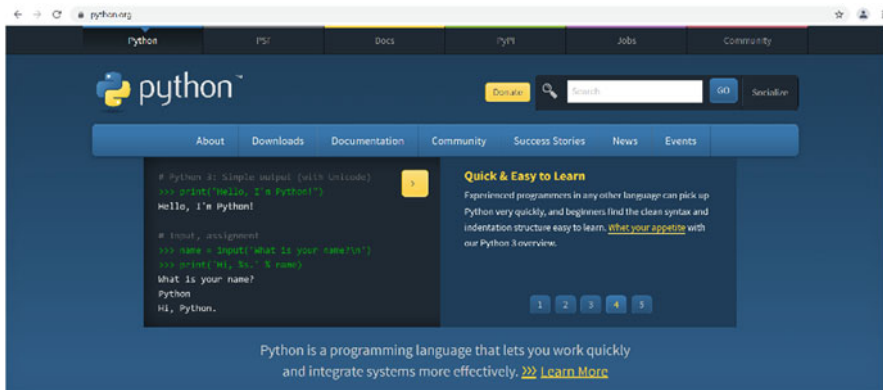 python.org
Python PSF Docs PyPI Jobs Community
python™
Donate Search GO Socialize
About Downloads Documentation Community Success Stories News Events
# Python 3: Simple output (with Unicode)
>>> print("Hello, I'm Python!")
Hello, I'm Python!
# Input, assignment
>>> name = input('What is your name?\n')
>>> print('Hi, %s.' % name)
What is your name?
Python
Hi, Python.
>
Quick & Easy to Learn
Experienced programmers in any other language can pick up
Python very quickly, and beginners find the clean syntax and
indentation structure easy to learn. Whet your appetite with
our Python 3 overview.
1 2 3 4 5
Python is a programming language that lets you work quickly
and integrate systems more effectively. >>> Learn More